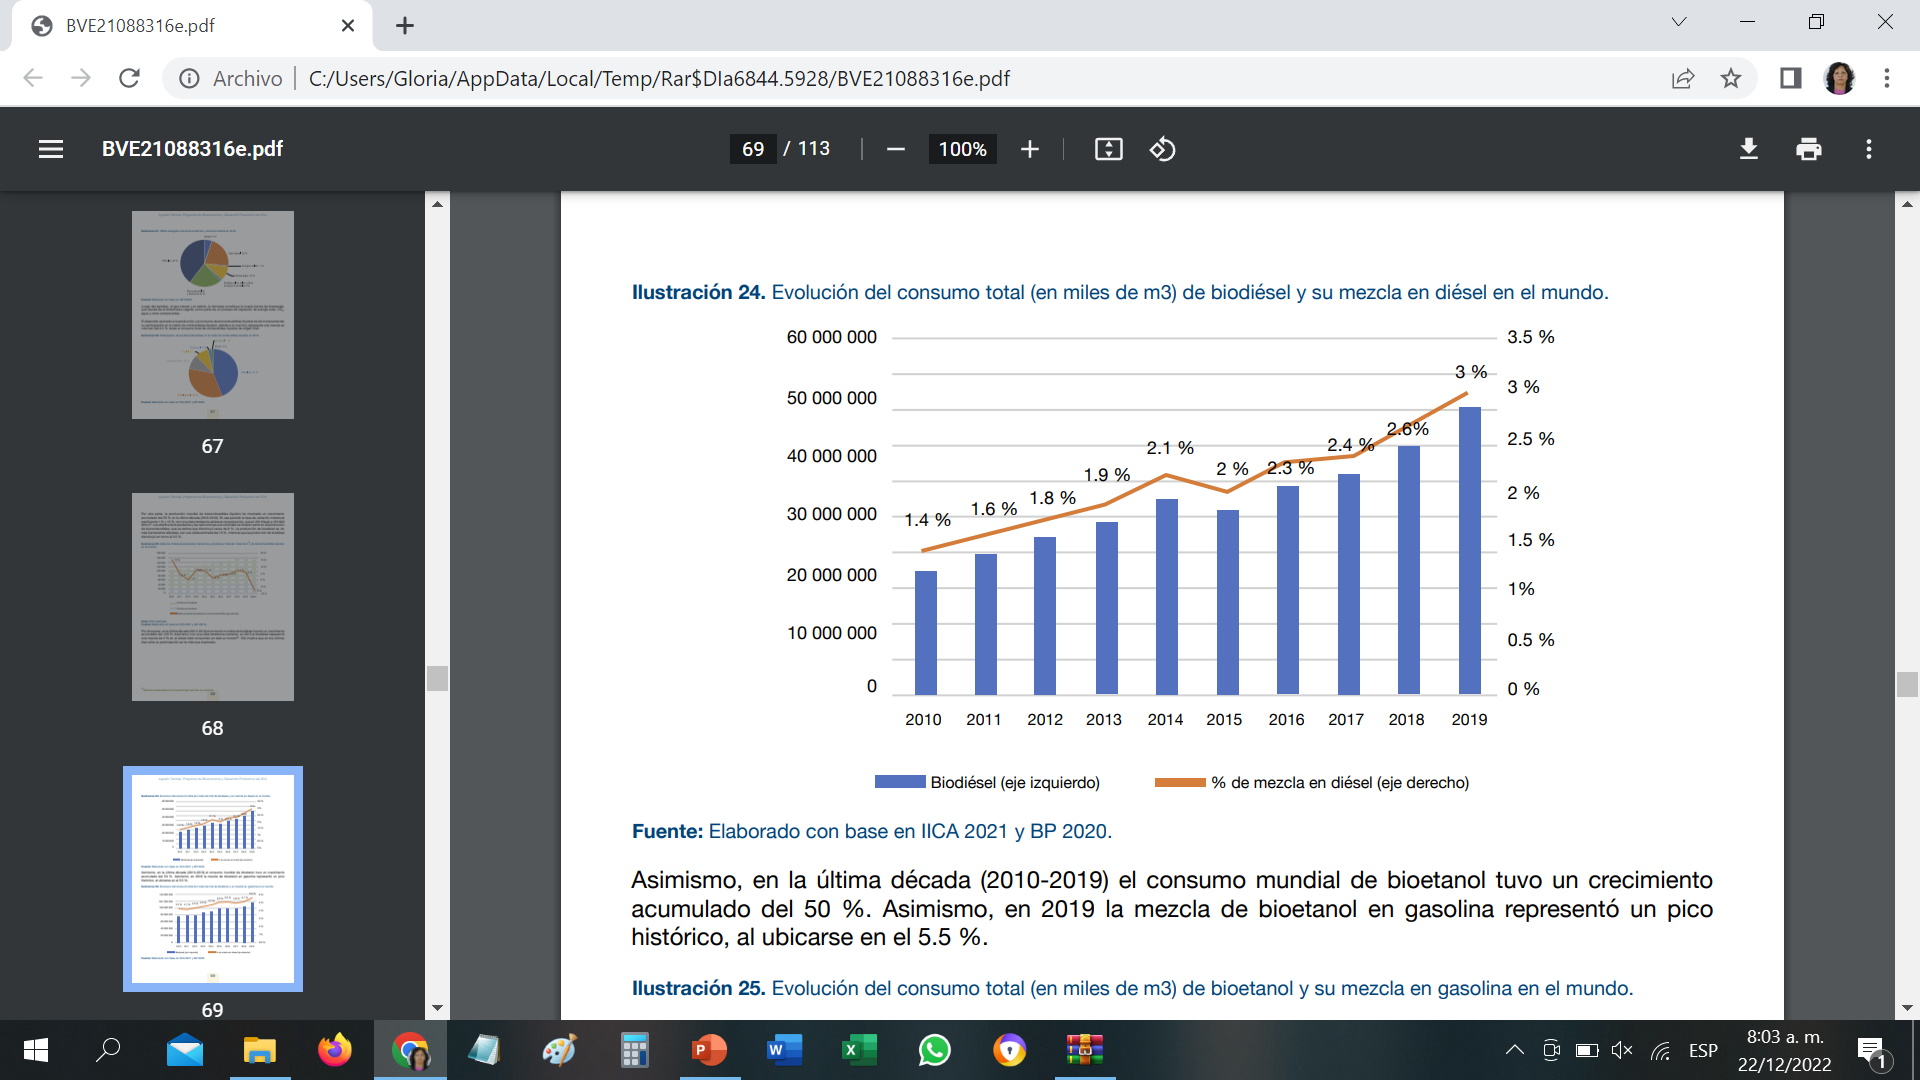 BVE21088316e.pdf
Archivo
C:/Users/Gloria/AppData/Local/Temp/Rar$DIa6844.5928/BVE21088316e.pdf
BVE21088316e.pdf
69 / 113
100%
67
68
69
Ilustración 24. Evolución del consumo total (en miles de m3) de biodiésel y su mezcla en diésel en el mundo.
60 000 000
50 000 000
40 000 000
30 000 000
20 000 000
10 000 000
0
1.4 %
1.6 %
1.8 %
1.9 %
2.1 %
2 %
2.3 %
2.4 %
2.6%
3 %
3.5 %
3 %
2.5 %
2 %
1.5 %
1%
0.5 %
0 %
2010 2011 2012 2013 2014 2015 2016 2017 2018 2019
Biodiésel (eje izquierdo)
% de mezcla en diésel (eje derecho)
Fuente: Elaborado con base en IICA 2021 y BP 2020.
Asimismo, en la última década (2010-2019) el consumo mundial de bioetanol tuvo un crecimiento
acumulado del 50 %. Asimismo, en 2019 la mezcla de bioetanol en gasolina representó un pico
histórico, al ubicarse en el 5.5 %.
Ilustración 25. Evolución del consumo total (en miles de m3) de bioetanol y su mezcla en gasolina en el mundo.
ESP
8:03 a. m.
22/12/2022
1